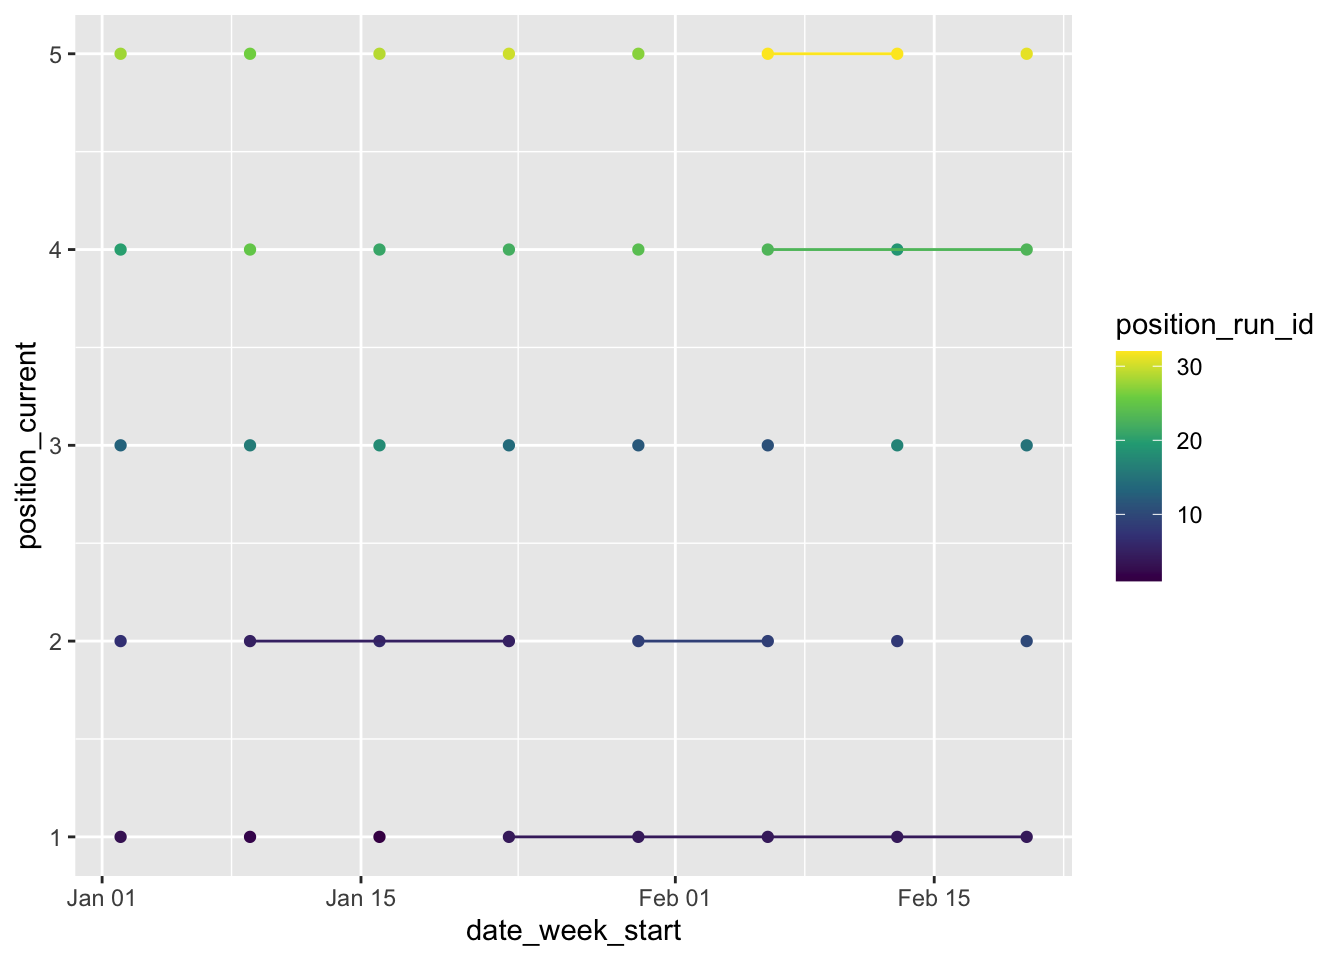 5
4
3
2
1
position_current
Jan 01 Jan 15 Feb 01 Feb 15
date_week_start
position_run_id
30
20
10